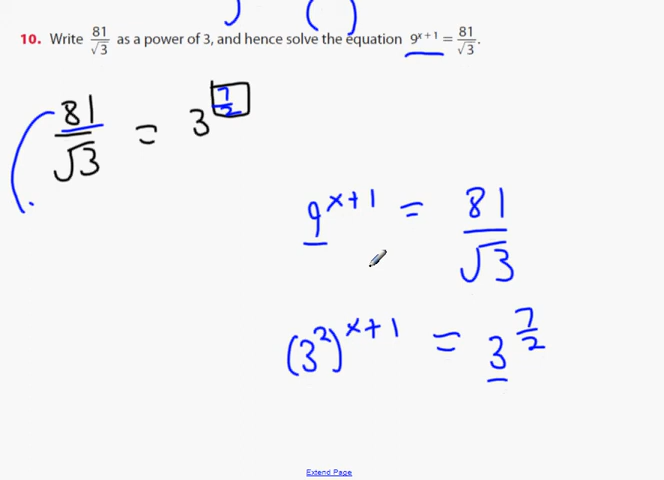 10. Write 81/√3 as a power of 3, and hence solve the equation 9^(x+1) = 81/√3.
81/√3 = 3^(7/2)
9^(x+1) = 81/√3
(3²)^(x+1) = 3^(7/2)
Extend Page